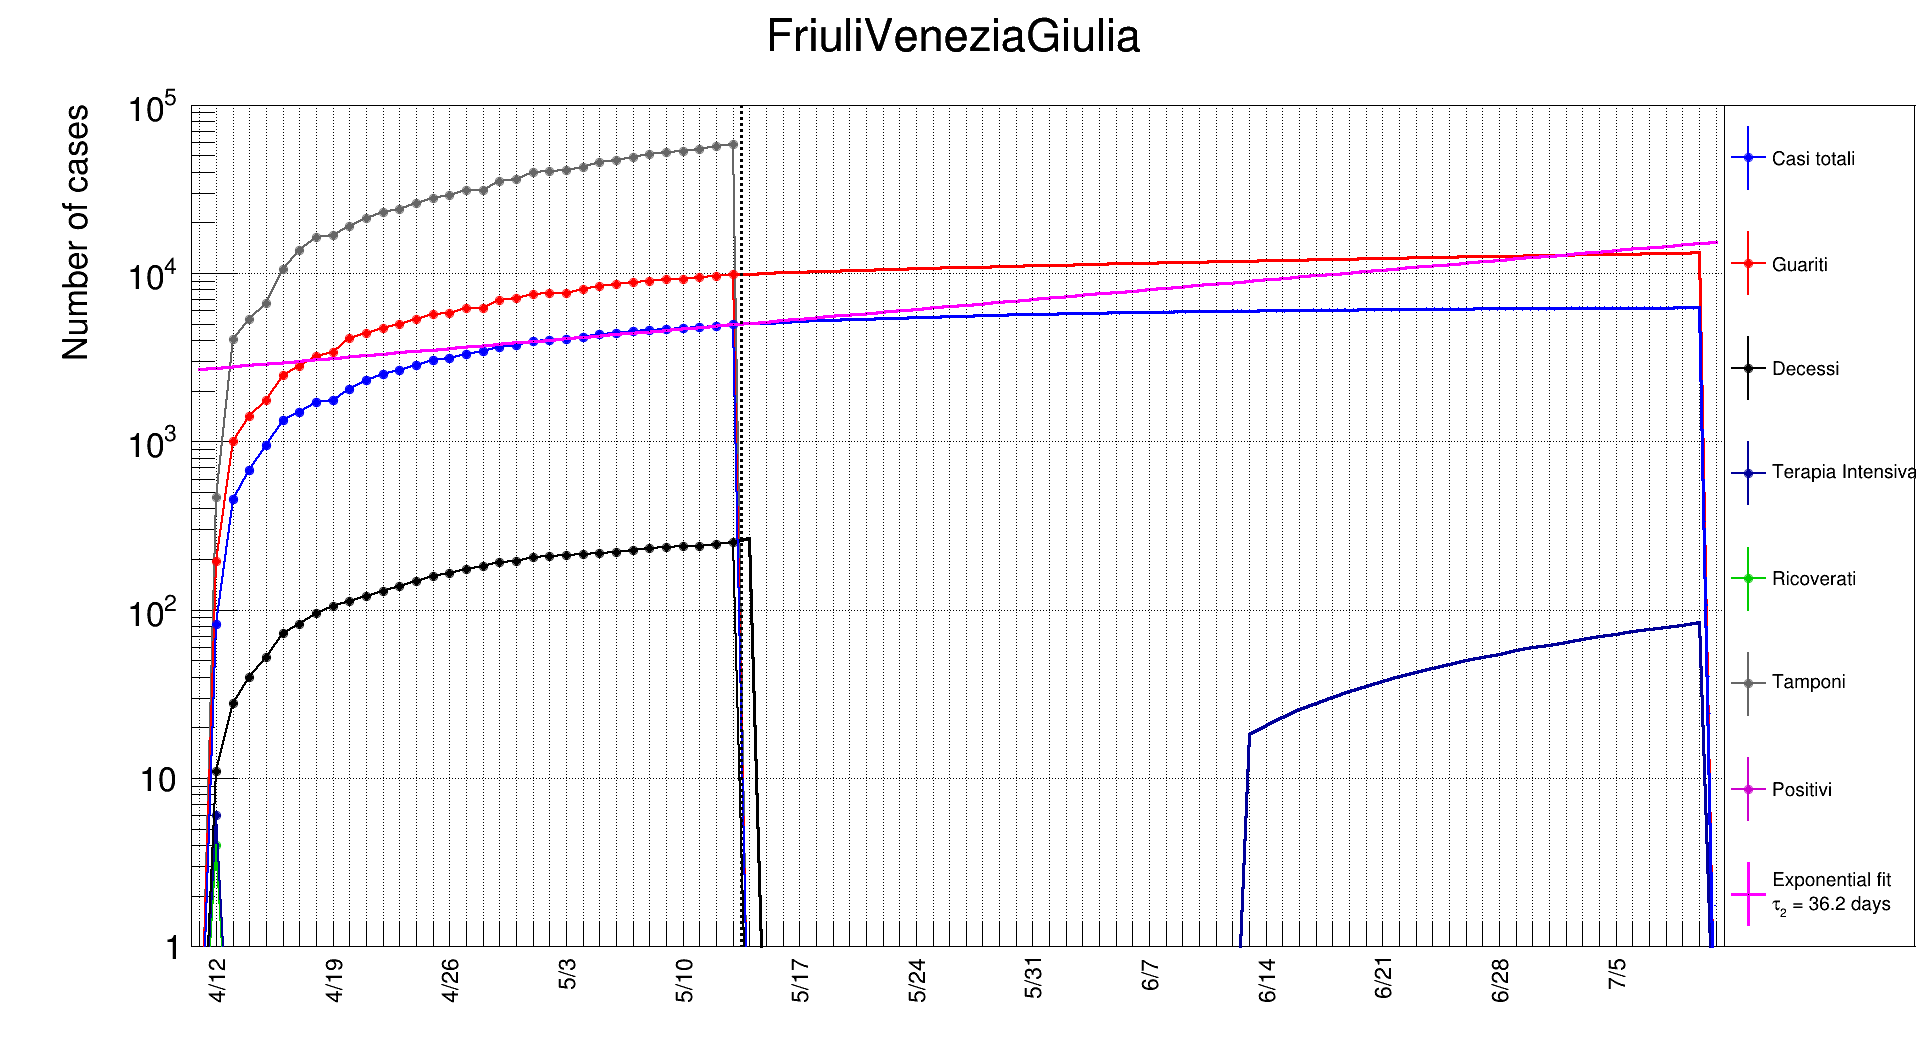 FriuliVeneziaGiulia
Number of cases
10^5
10^4
10^3
10^2
10
1
4/12
4/19
4/26
5/3
5/10
5/17
5/24
5/31
6/7
6/14
6/21
6/28
7/5
Casi totali
Guariti
Decessi
Terapia Intensiva
Ricoverati
Tamponi
Positivi
Exponential fit
τ_2 = 36.2 days